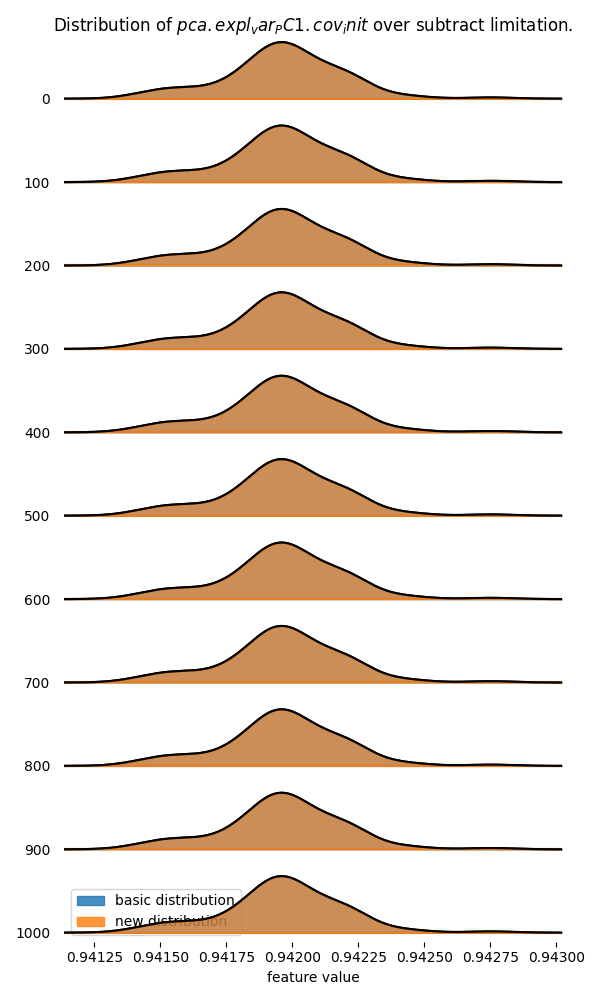 Distribution of pca.expl_var_PC1.cov_init over subtract limitation.
0
100
200
300
400
500
600
700
800
900
1000
basic distribution
new distribution
0.94125 0.94150 0.94175 0.94200 0.94225 0.94250 0.94275 0.94300
feature value